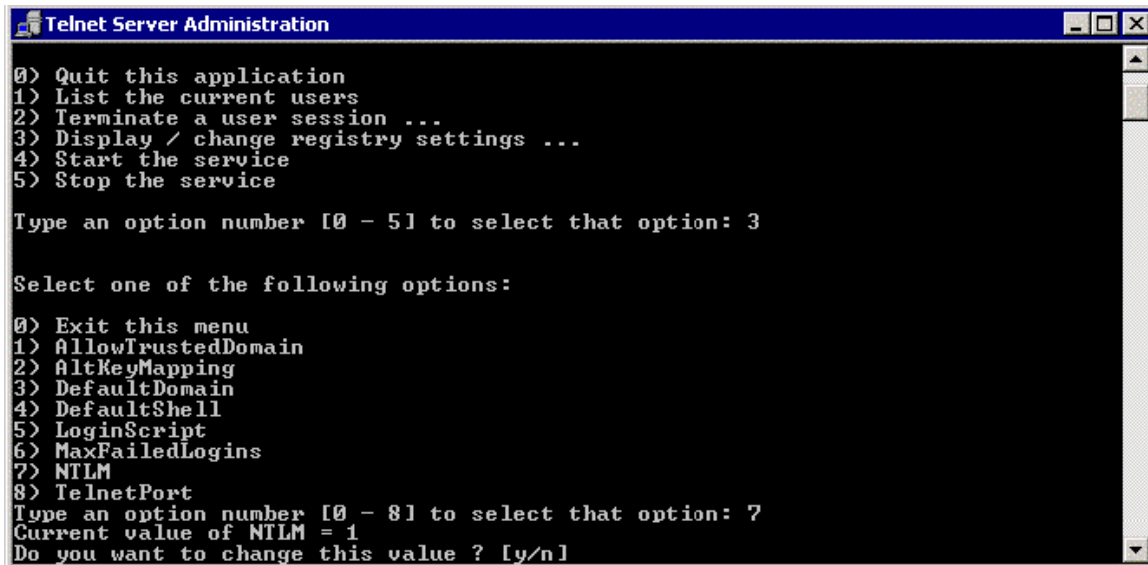 Telnet Server Administration
0) Quit this application
1) List the current users
2) Terminate a user session ...
3) Display / change registry settings ...
4) Start the service
5) Stop the service
Type an option number [0 - 5] to select that option: 3
Select one of the following options:
0) Exit this menu
1) AllowTrustedDomain
2) AltKeyMapping
3) DefaultDomain
4) DefaultShell
5) LoginScript
6) MaxFailedLogins
7) NTLM
8) TelnetPort
Type an option number [0 - 8] to select that option: 7
Current value of NTLM = 1
Do you want to change this value ? [y/n]